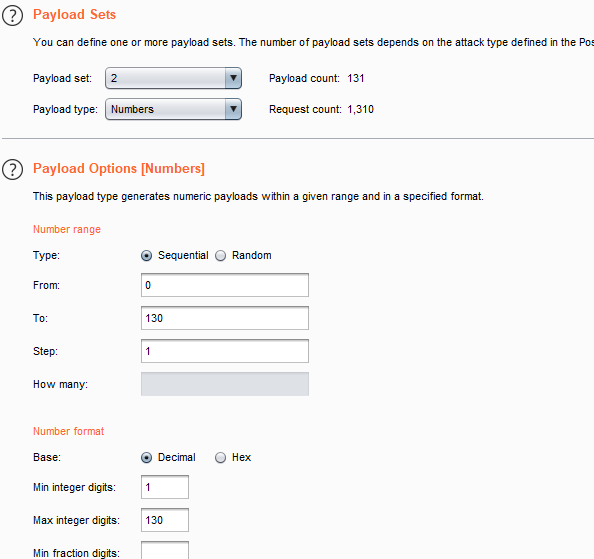 Payload Sets
You can define one or more payload sets. The number of payload sets depends on the attack type defined in the Pos
Payload set: 2 Payload count: 131
Payload type: Numbers Request count: 1,310
Payload Options [Numbers]
This payload type generates numeric payloads within a given range and in a specified format.
Number range
Type: Sequential Random
From: 0
To: 130
Step: 1
How many:
Number format
Base: Decimal Hex
Min integer digits: 1
Max integer digits: 130
Min fraction digits: